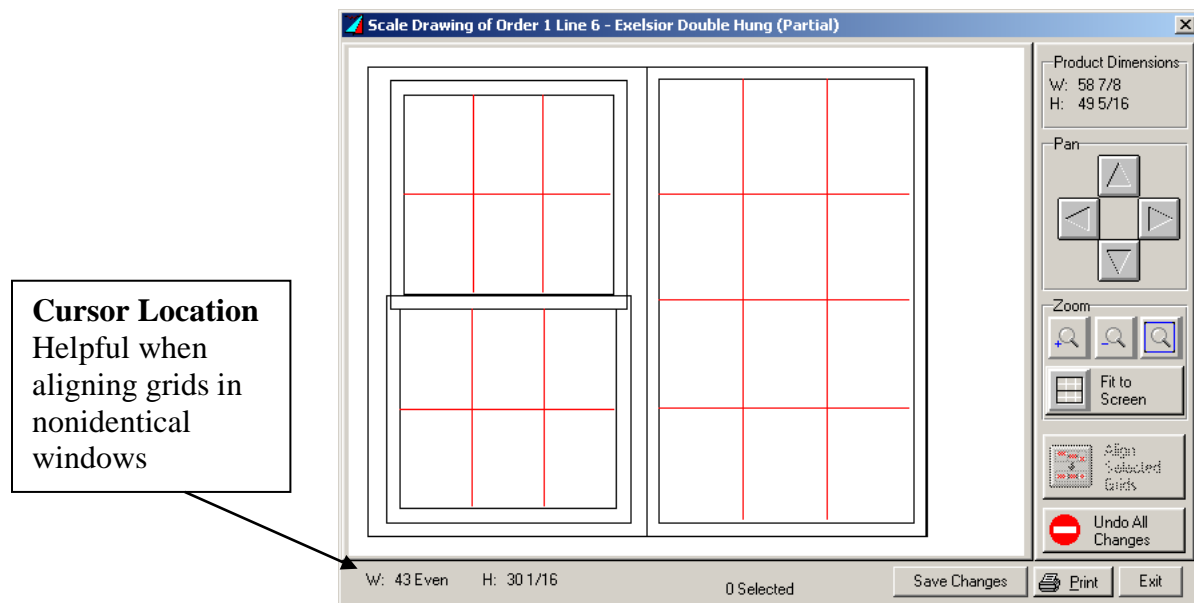 Scale Drawing of Order 1 Line 6 - Exelsior Double Hung (Partial)
Product Dimensions
W: 58 7/8
H: 49 5/16
Pan
Zoom
Fit to
Screen
Align
Selected
Grids
Undo All
Changes
Cursor Location
Helpful when
aligning grids in
nonidentical
windows
W: 43 Even H: 30 1/16 0 Selected Save Changes Print Exit